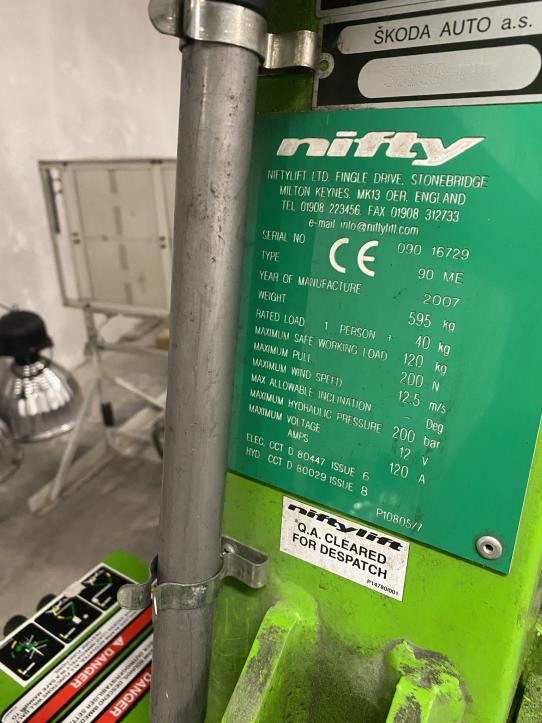 ŠKODA AUTO a.s.
nifty
NIFTYLIFT LTD. FINGLE DRIVE, STONEBRIDGE
MILTON KEYNES. MK13 OER. ENGLAND
TEL 01908 223456 FAX 01908 312733
e-mail info@niftylift.com
CE
SERIAL NO 090 16729
TYPE 90 ME
YEAR OF MANUFACTURE 2007
WEIGHT 595 kg
RATED LOAD 1 PERSON + 40 kg
MAXIMUM SAFE WORKING LOAD 120 kg
MAXIMUM PULL 200 N
MAXIMUM WIND SPEED 12.5 m/s
MAX ALLOWABLE INCLINATION - Deg
MAXIMUM HYDRAULIC PRESSURE 200 bar
MAXIMUM VOLTAGE 12 V
AMPS 120 A
ELEC. CCT D 80447 ISSUE 6
HYD. CCT D 80029 ISSUE 8
P10805/7
niftylift
Q.A. CLEARED
FOR DESPATCH
P14780/001
DANGER
DANGER